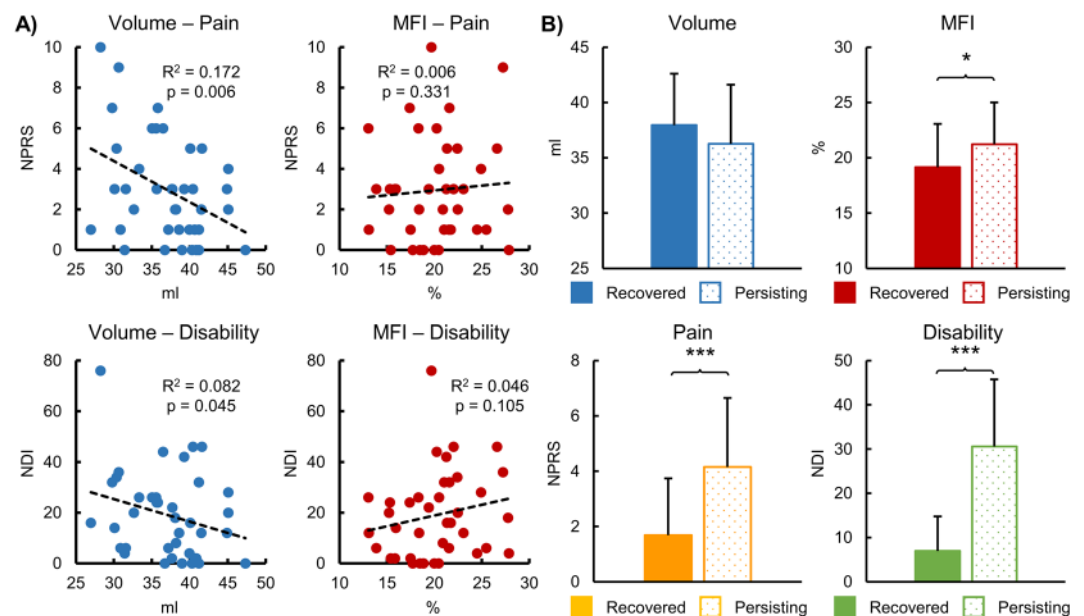 A)
Volume – Pain
NPRS
10
8
6
4
2
0
R² = 0.172
p = 0.006
25 30 35 40 45 50
ml
MFI – Pain
NPRS
10
8
6
4
2
0
R² = 0.006
p = 0.331
10 15 20 25 30
%
Volume – Disability
NDI
80
60
40
20
0
R² = 0.082
p = 0.045
25 30 35 40 45 50
ml
MFI – Disability
NDI
80
60
40
20
0
R² = 0.046
p = 0.105
10 15 20 25 30
%
B)
Volume
ml
45
40
35
30
25
Recovered Persisting
MFI
%
30
25
20
15
10
*
Recovered Persisting
Pain
NPRS
8
6
4
2
0
***
Recovered Persisting
Disability
NDI
50
40
30
20
10
0
***
Recovered Persisting